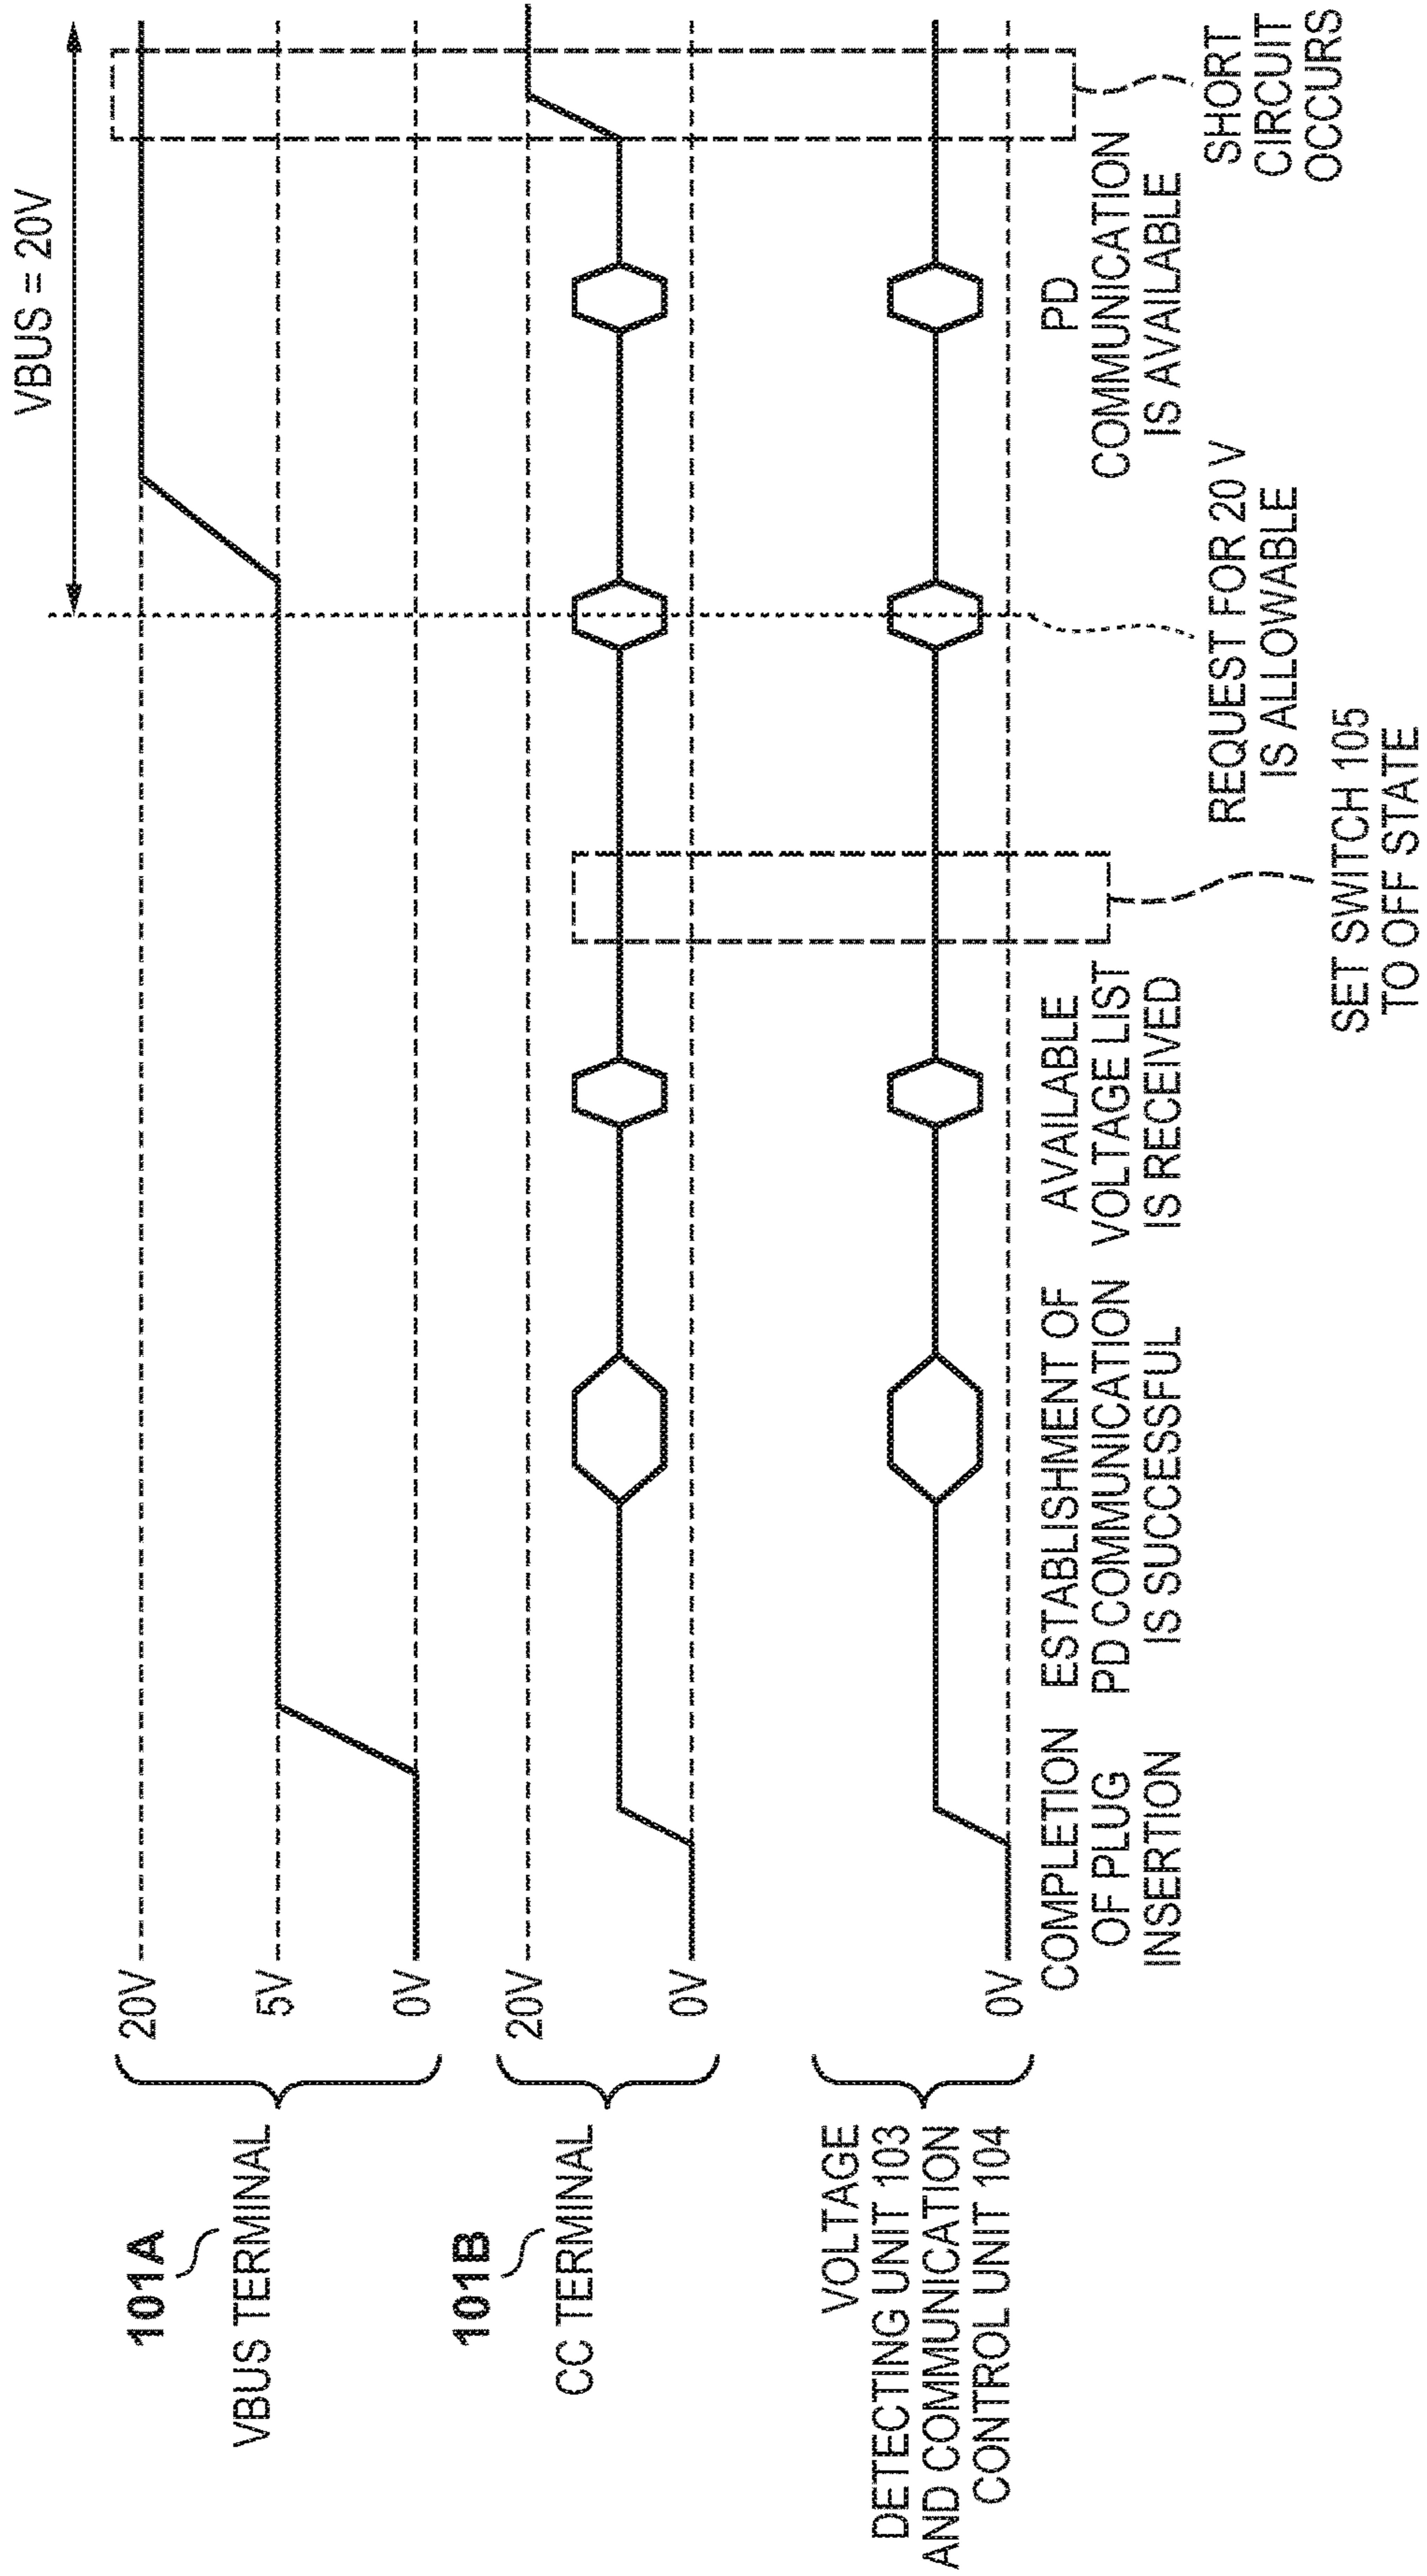 VBUS = 20V
101A
VBUS TERMINAL
20V
5V
0V
101B
CC TERMINAL
20V
0V
VOLTAGE
DETECTING UNIT 103
AND COMMUNICATION
CONTROL UNIT 104
0V
COMPLETION
OF PLUG
INSERTION
ESTABLISHMENT OF
PD COMMUNICATION
IS SUCCESSFUL
AVAILABLE
VOLTAGE LIST
IS RECEIVED
SET SWITCH 105
TO OFF STATE
REQUEST FOR 20 V
IS ALLOWABLE
PD
COMMUNICATION
IS AVAILABLE
SHORT
CIRCUIT
OCCURS